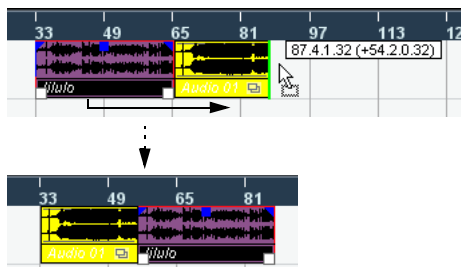 33 49 65 81 97 113 12
87.4.1.32 (+54.2.0.32)
lilulo Audio 01
33 49 65 81
Audio 01 lilulo